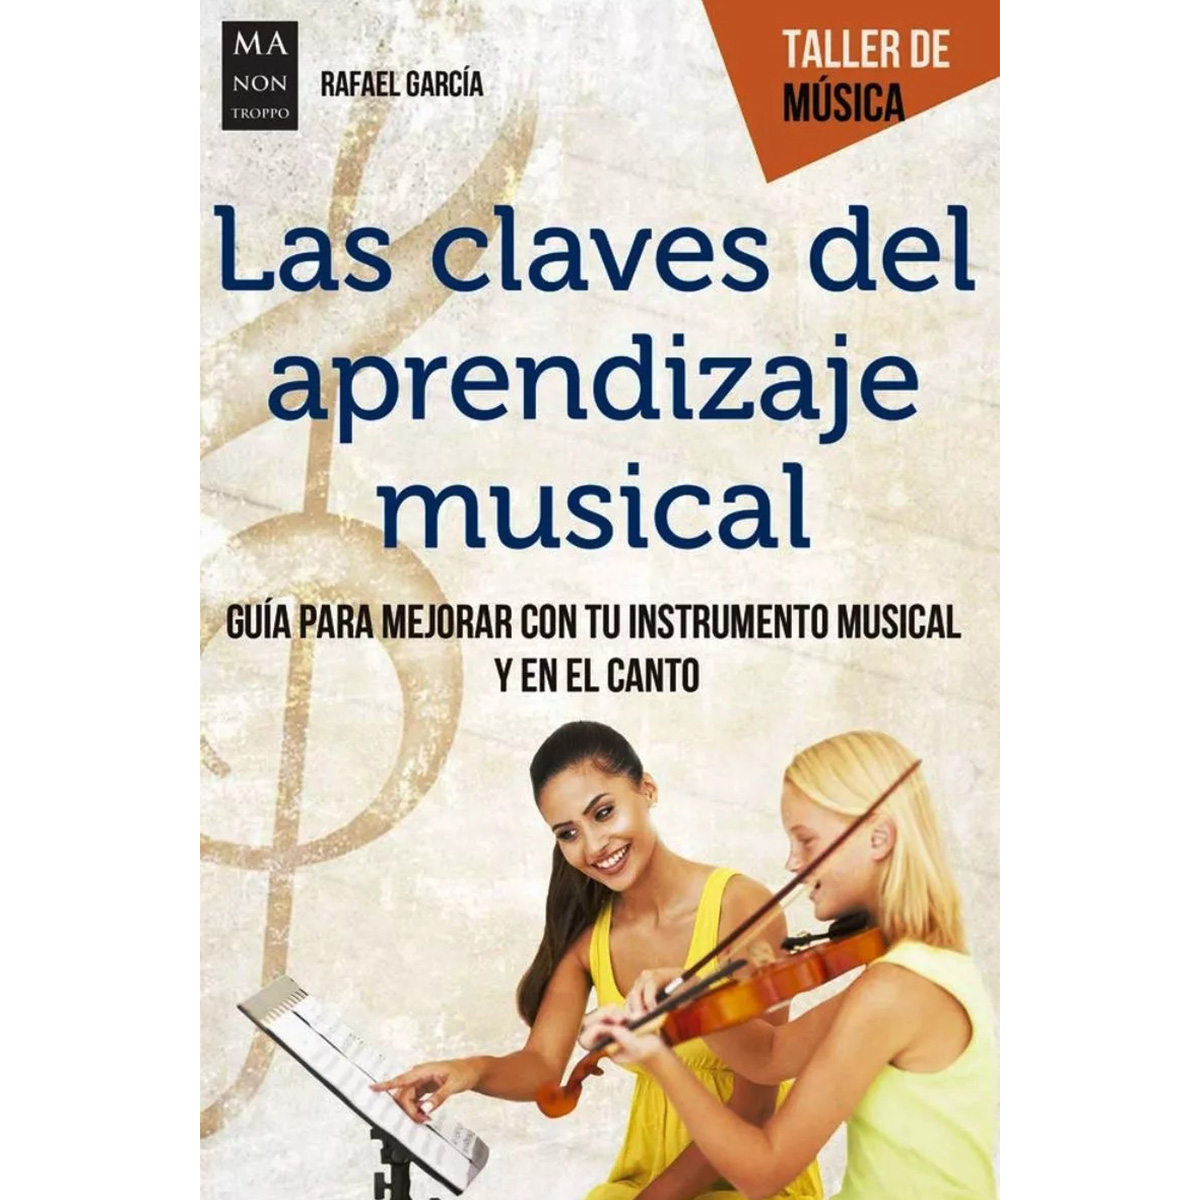 MA
NON
TROPPO
RAFAEL GARCÍA
TALLER DE
MÚSICA
Las claves del
aprendizaje
musical
GUÍA PARA MEJORAR CON TU INSTRUMENTO MUSICAL
Y EN EL CANTO